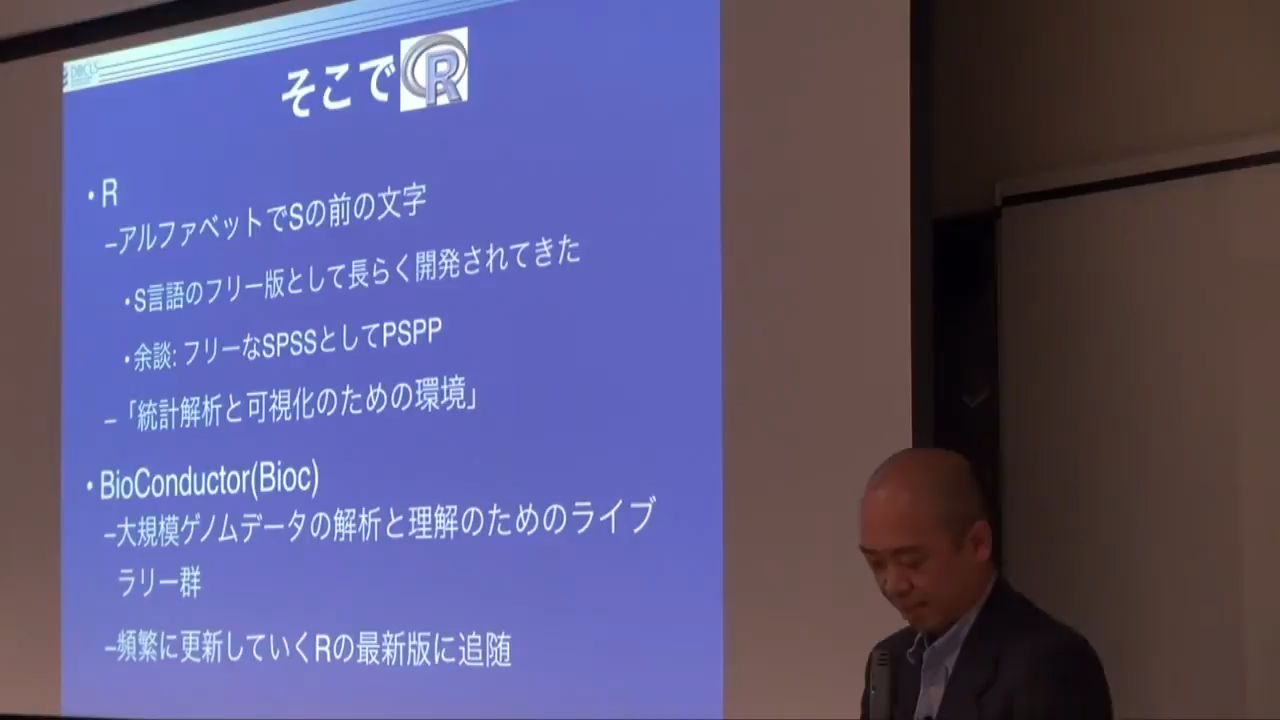 DBCLS
そこでR
•R
–アルファベットでSの前の文字
•S言語のフリー版として長らく開発されてきた
•余談: フリーなSPSSとしてPSPP
–「統計解析と可視化のための環境」
•BioConductor(Bioc)
–大規模ゲノムデータの解析と理解のためのライブ
ラリー群
–頻繁に更新していくRの最新版に追随